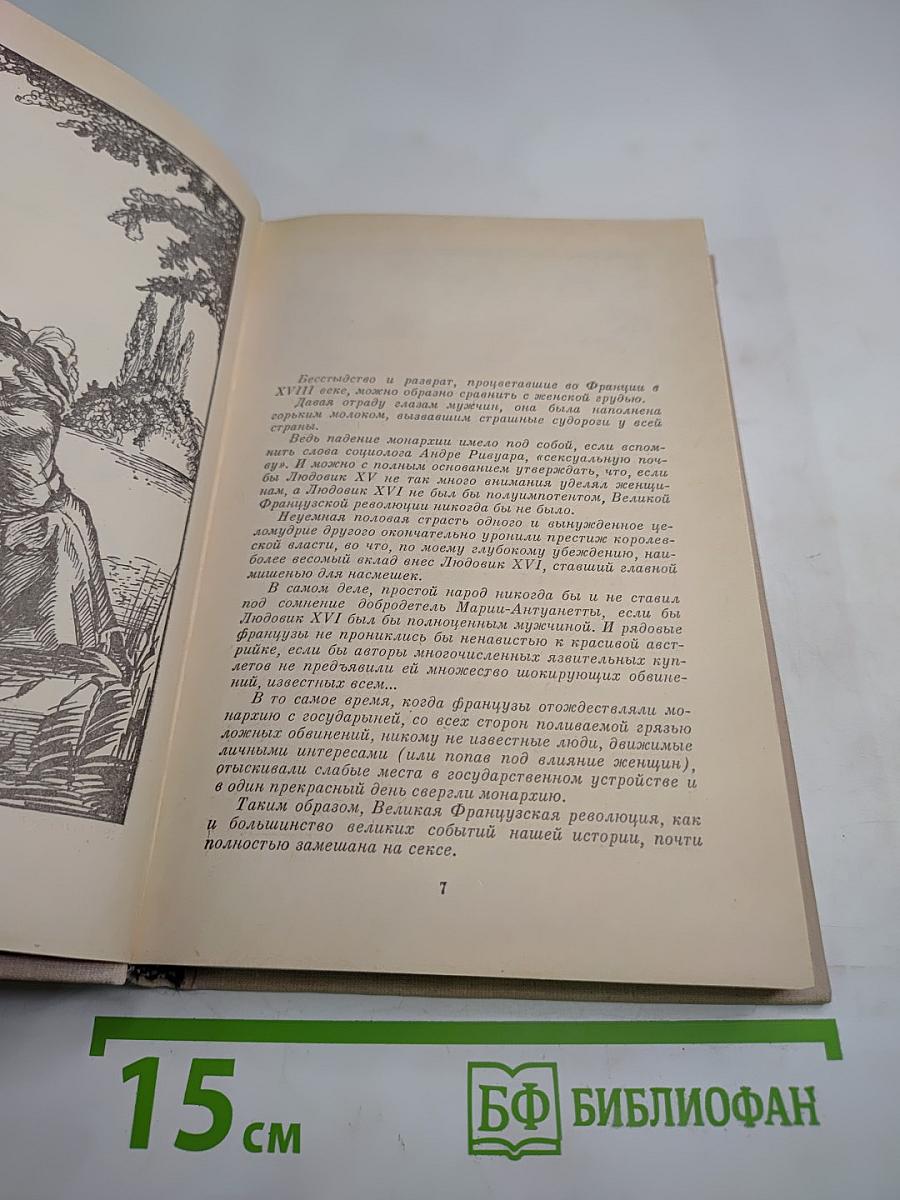 Бесстыдство и разврат, процветавшие во Франции в
XVIII веке, можно образно сравнить с женской грудью.
Давая отраду глазам мужчин, она была наполнена
горьким молоком, вызвавшим страшные судороги у всей
страны.
Ведь падение монархии имело под собой, если вспом-
нить слова социолога Андре Ривуара, «сексуальную поч-
ву». И можно с полным основанием утверждать, что, если
бы Людовик XV не так много внимания уделял женщи-
нам, а Людовик XVI не был бы полуимпотентом, Великой
Французской революции никогда бы не было.
Неуемная половая страсть одного и вынужденное це-
ломудрие другого окончательно уронили престиж королев-
ской власти, во что, по моему глубокому убеждению, наи-
более весомый вклад внес Людовик XVI, ставший главной
мишенью для насмешек.
В самом деле, простой народ никогда бы и не ставил
под сомнение добродетель Марии-Антуанетты, если бы
Людовик XVI был бы полноценным мужчиной. И рядовые
французы не прониклись бы ненавистью к красивой авст-
рийке, если бы авторы многочисленных язвительных куп-
летов не предъявили ей множество шокирующих обвине-
ний, известных всем...
В то самое время, когда французы отождествляли мо-
нархию с государыней, со всех сторон поливаемой грязью
ложных обвинений, никому не известные люди, движимые
личными интересами (или попав под влияние женщин),
отыскивали слабые места в государственном устройстве и
в один прекрасный день свергли монархию.
Таким образом, Великая Французская революция, как
и большинство великих событий нашей истории, почти
полностью замешана на сексе.
7
15 см
БФ БИБЛИОФАН